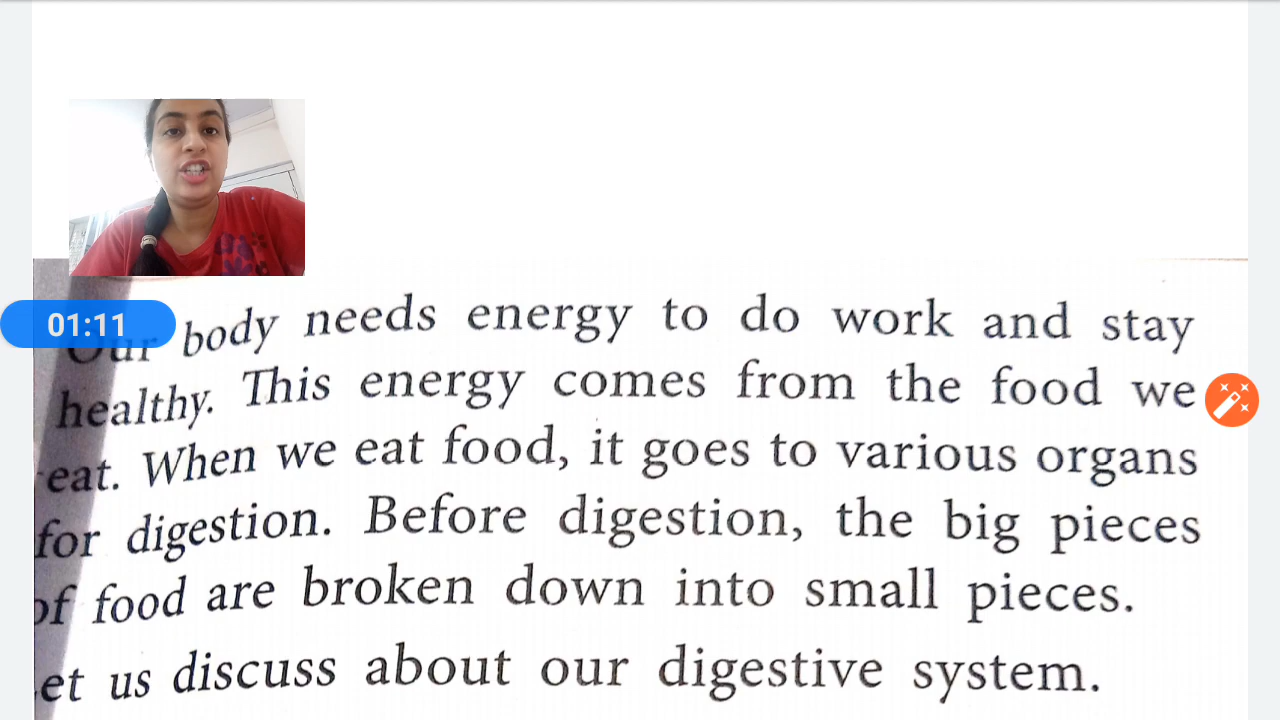 01:11
Our body needs energy to do work and stay
healthy. This energy comes from the food we
eat. When we eat food, it goes to various organs
for digestion. Before digestion, the big pieces
of food are broken down into small pieces.
et us discuss about our digestive system.